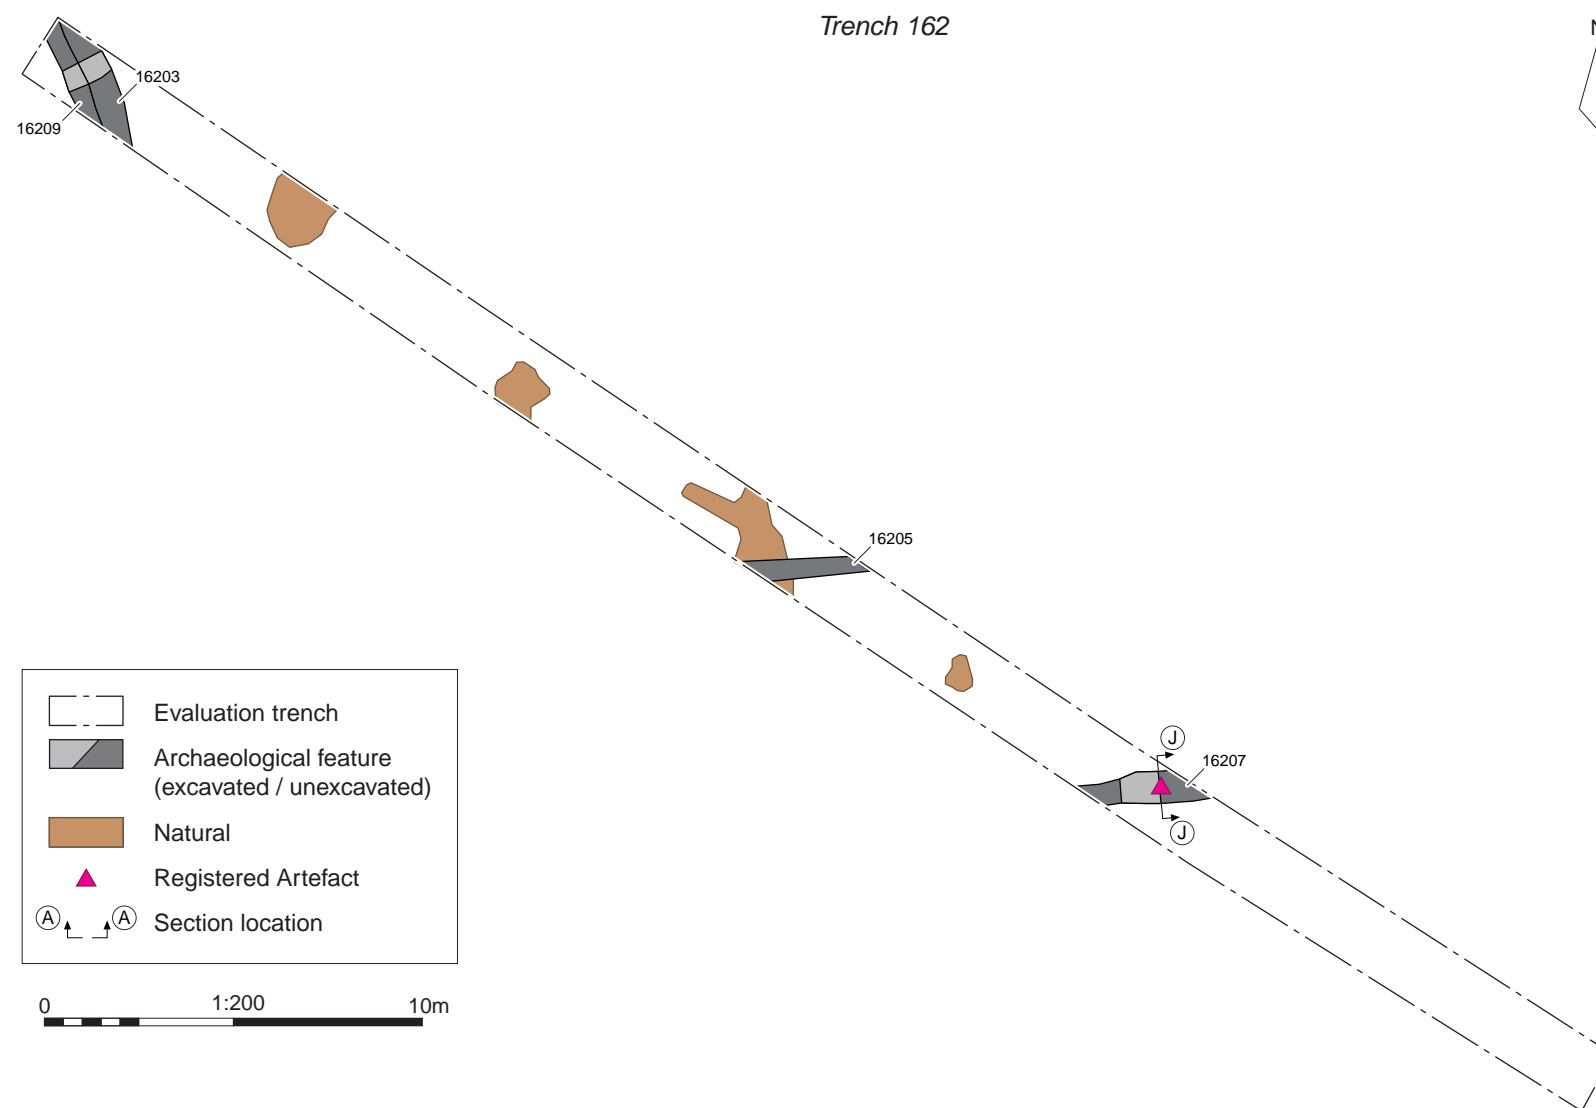 Trench 162
N
16203
16209
16205
J
16207
J
Evaluation trench
Archaeological feature
(excavated / unexcavated)
Natural
Registered Artefact
A A Section location
0 1:200 10m